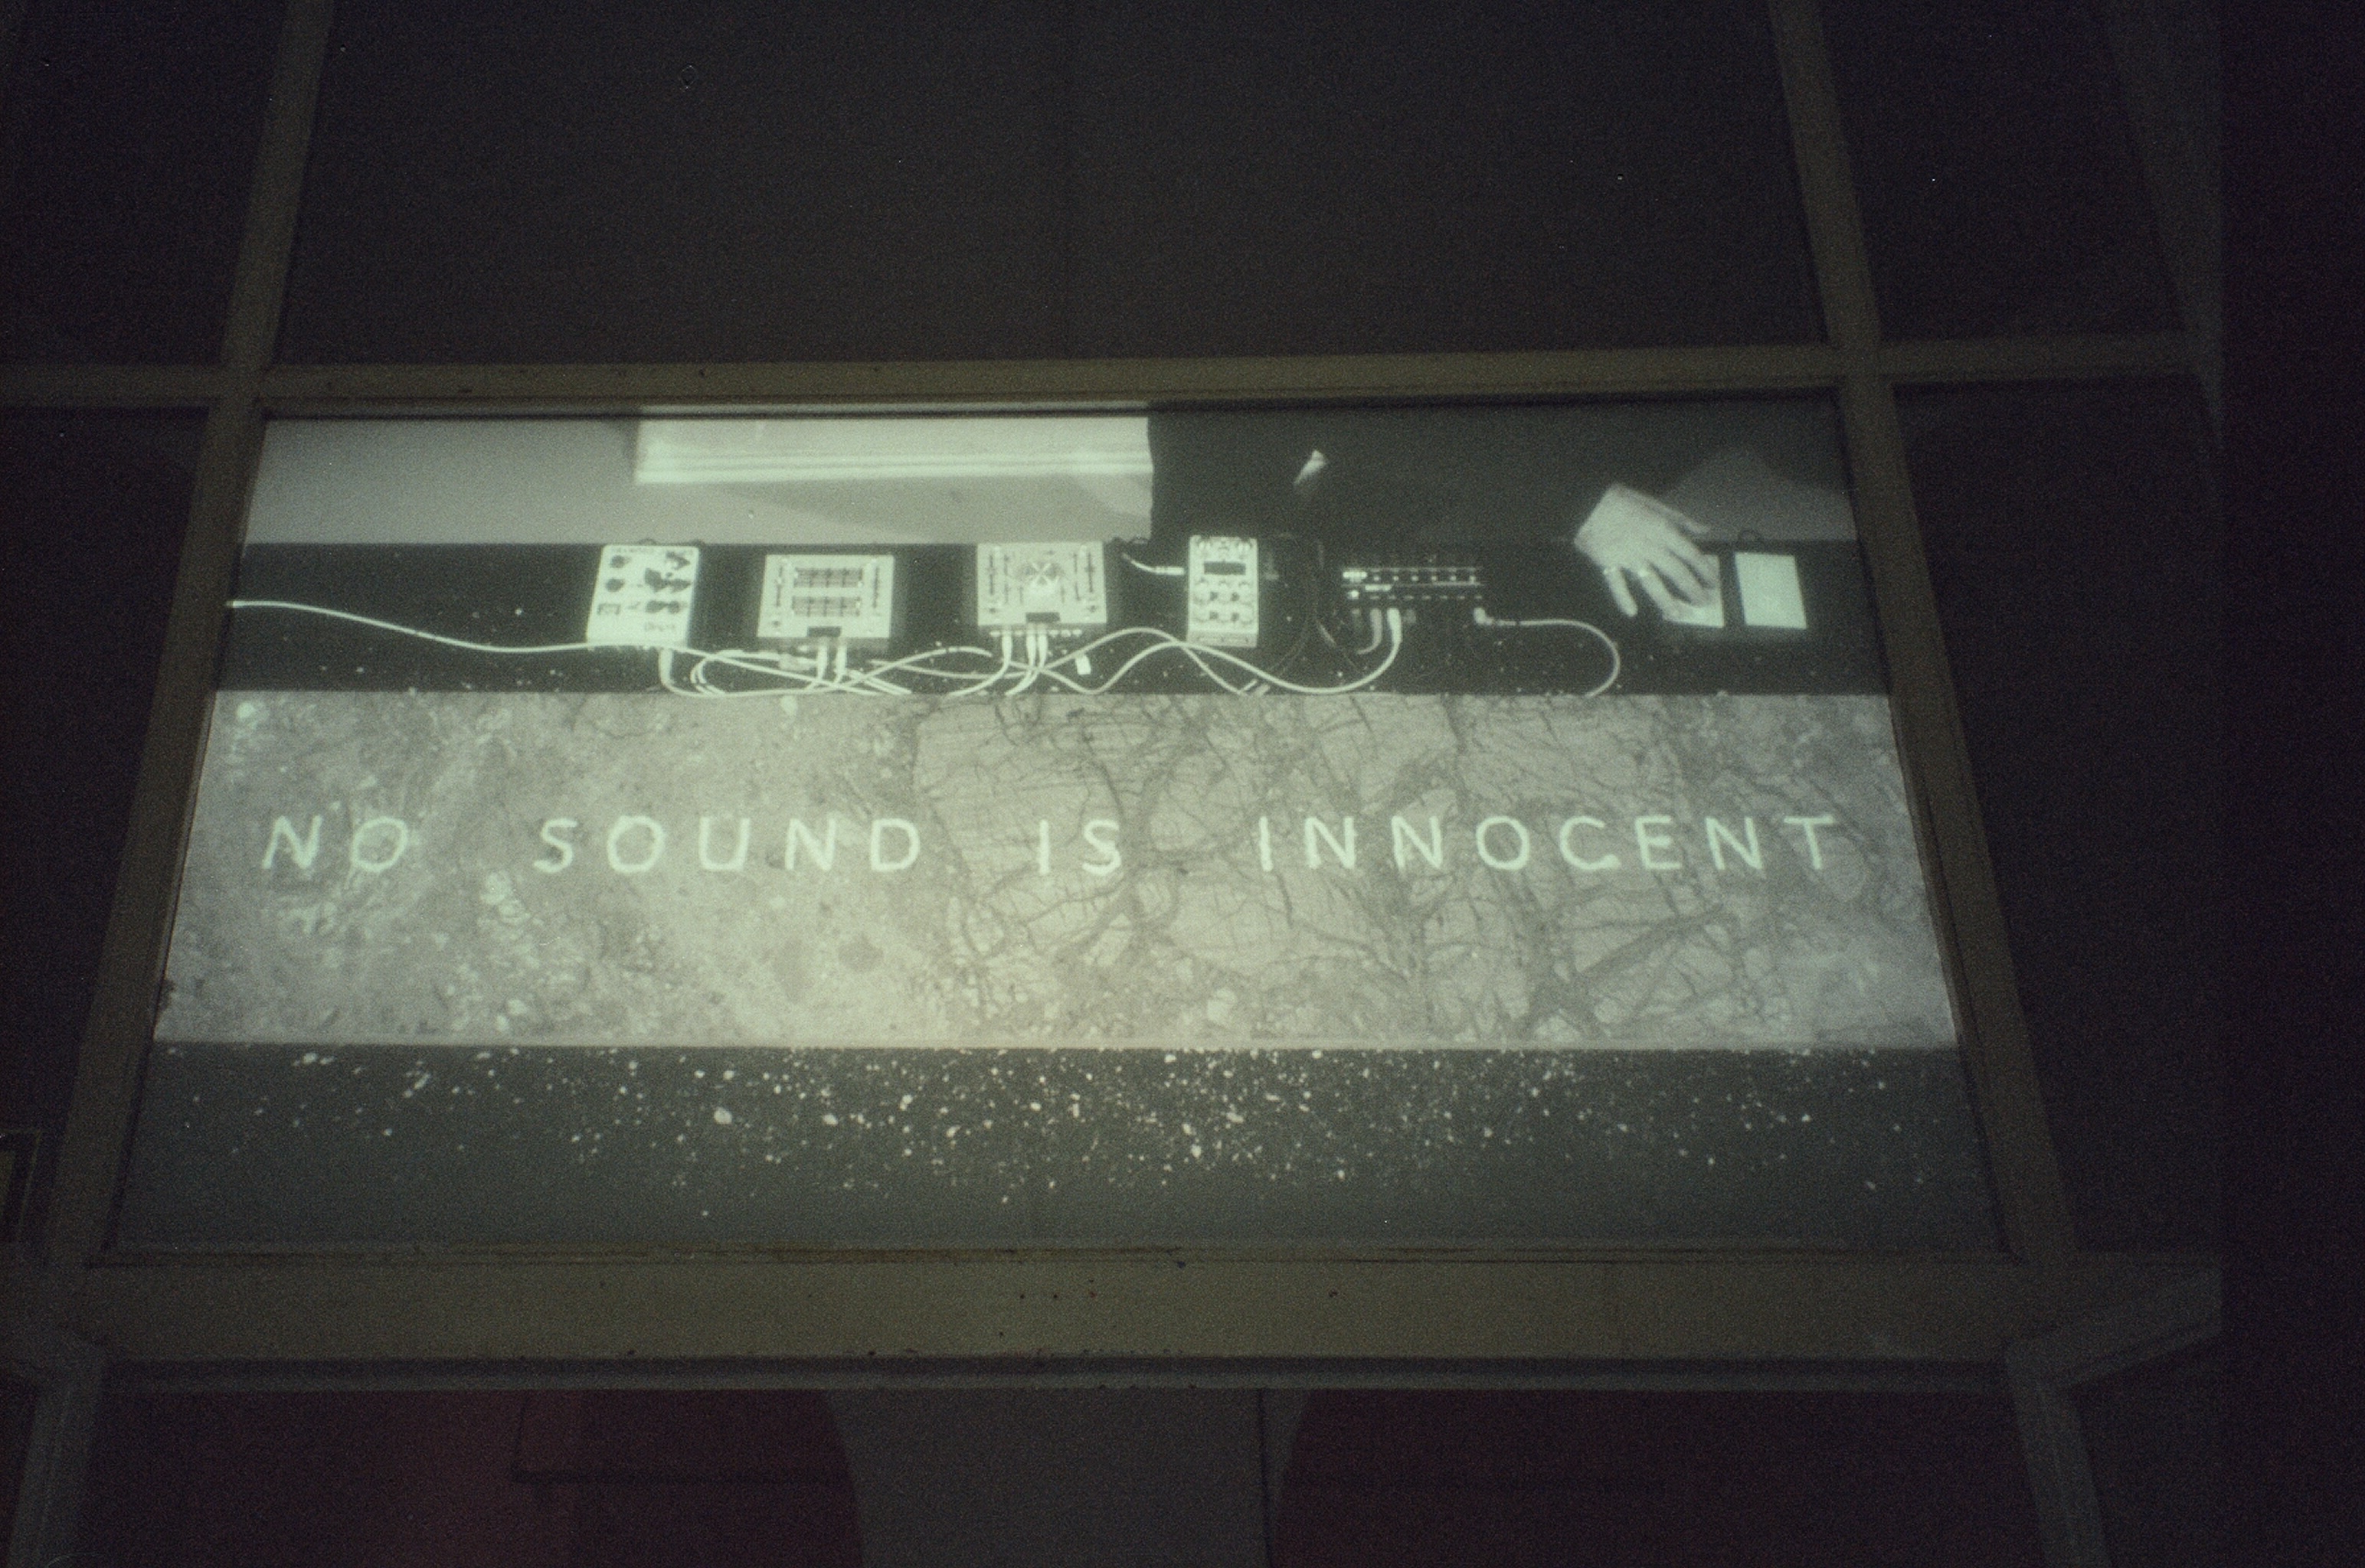 NO SOUND IS INNOCENT